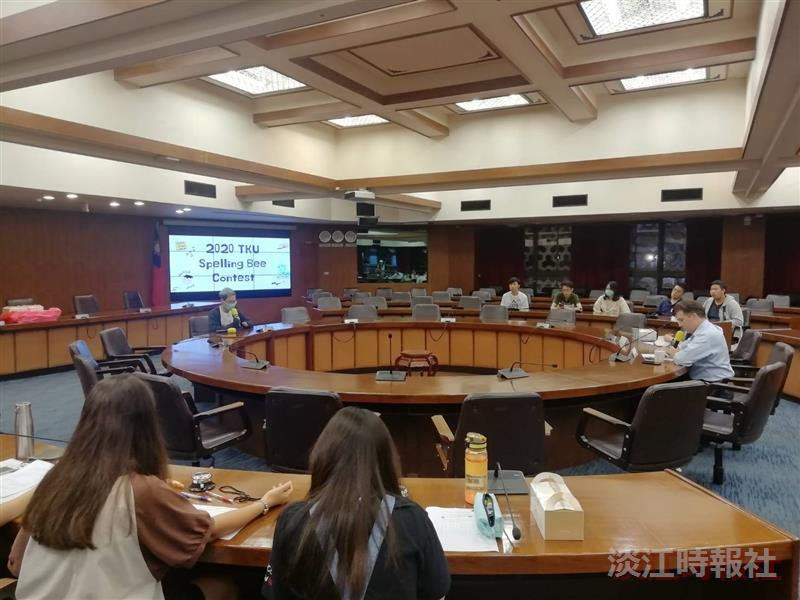 2020 TKU
Spelling Bee
Contest
淡江時報社